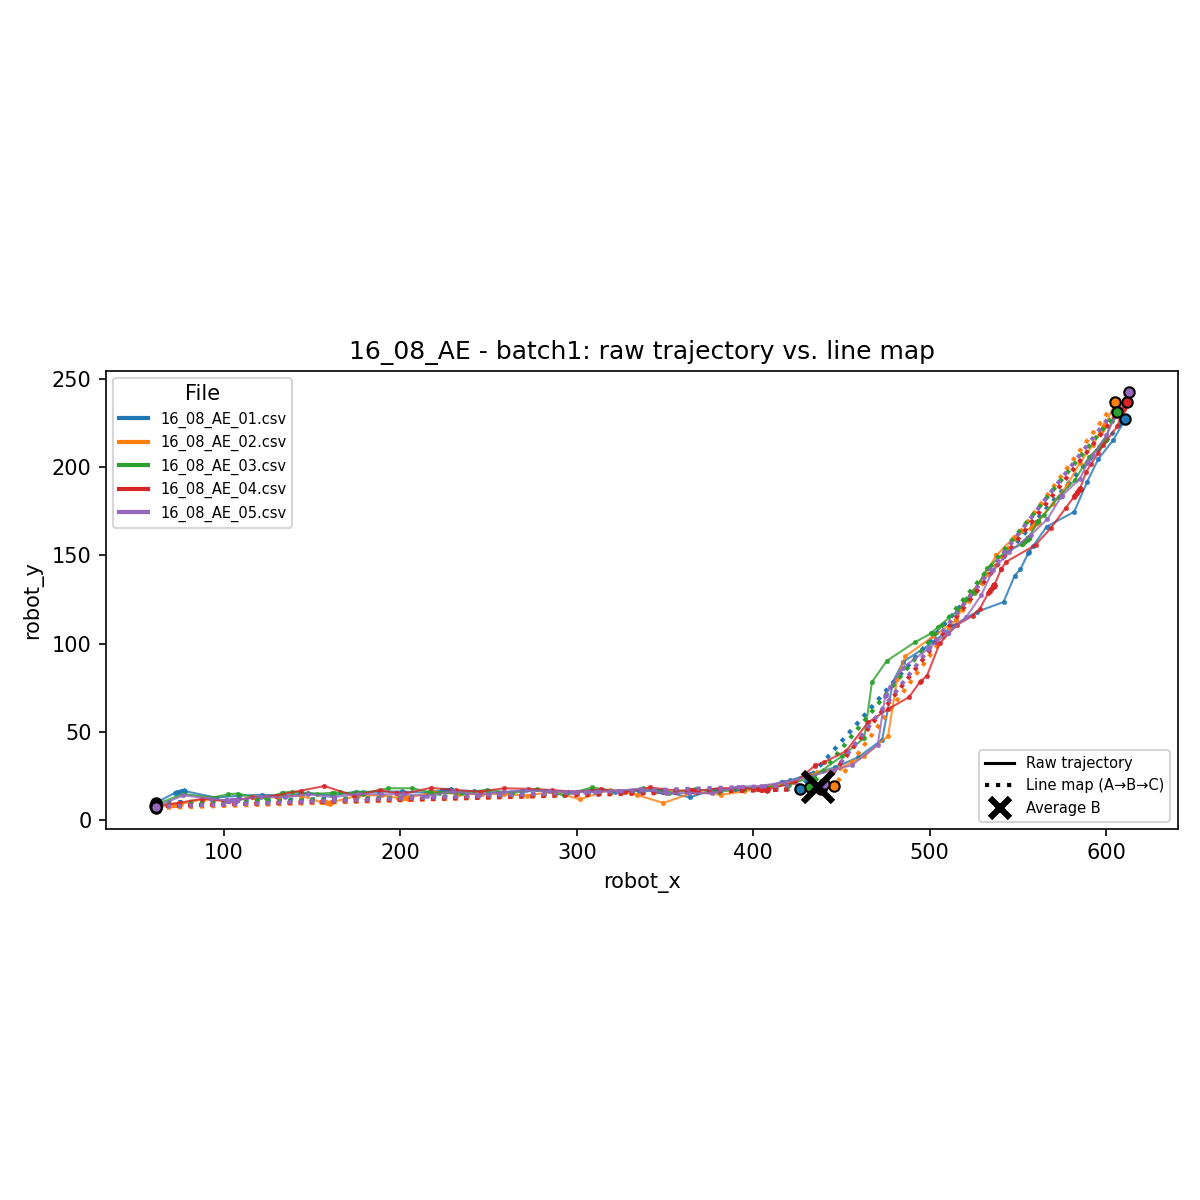 16_08_AE - batch1: raw trajectory vs. line map
250
200
150
100
50
0
robot_y
File
16_08_AE_01.csv
16_08_AE_02.csv
16_08_AE_03.csv
16_08_AE_04.csv
16_08_AE_05.csv
Raw trajectory
Line map (A→B→C)
Average B
100 200 300 400 500 600
robot_x